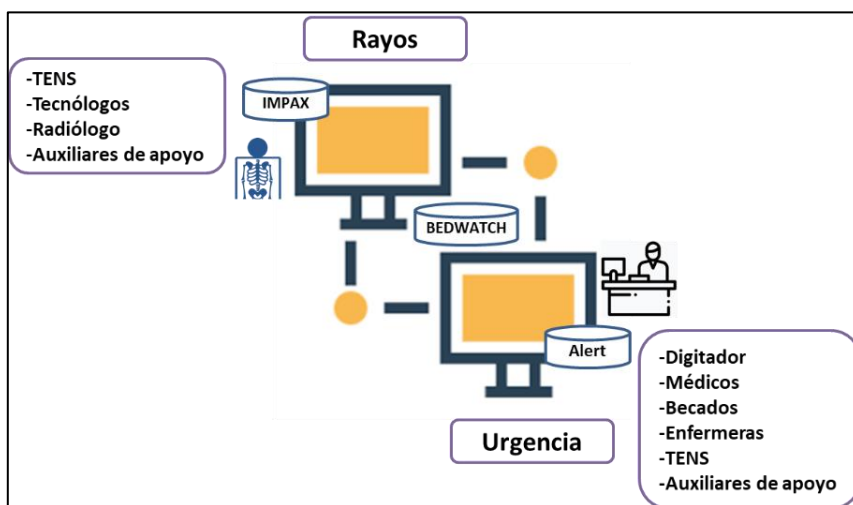 Rayos
-TENS
-Tecnólogos
-Radiólogo
-Auxiliares de apoyo
IMPAX
BEDWATCH
Alert
-Digitador
-Médicos
-Becados
-Enfermeras
-TENS
-Auxiliares de apoyo
Urgencia